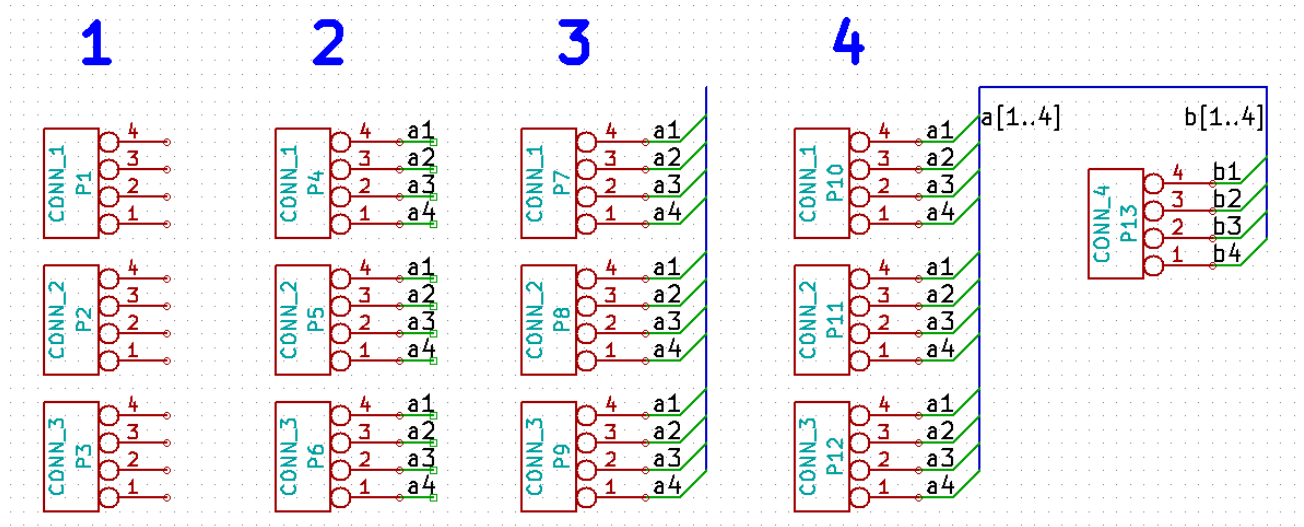 1 2 3 4
a[1..4] b[1..4]
CONN_1 P1 4 3 2 1
CONN_1 P4 4 a1 3 a2 2 a3 1 a4
CONN_1 P7 4 a1 3 a2 2 a3 1 a4
CONN_1 P10 4 a1 3 a2 2 a3 1 a4
CONN_4 P13 4 b1 3 b2 2 b3 1 b4
CONN_2 P2 4 3 2 1
CONN_2 P5 4 a1 3 a2 2 a3 1 a4
CONN_2 P8 4 a1 3 a2 2 a3 1 a4
CONN_2 P11 4 a1 3 a2 2 a3 1 a4
CONN_3 P3 4 3 2 1
CONN_3 P6 4 a1 3 a2 2 a3 1 a4
CONN_3 P9 4 a1 3 a2 2 a3 1 a4
CONN_3 P12 4 a1 3 a2 2 a3 1 a4